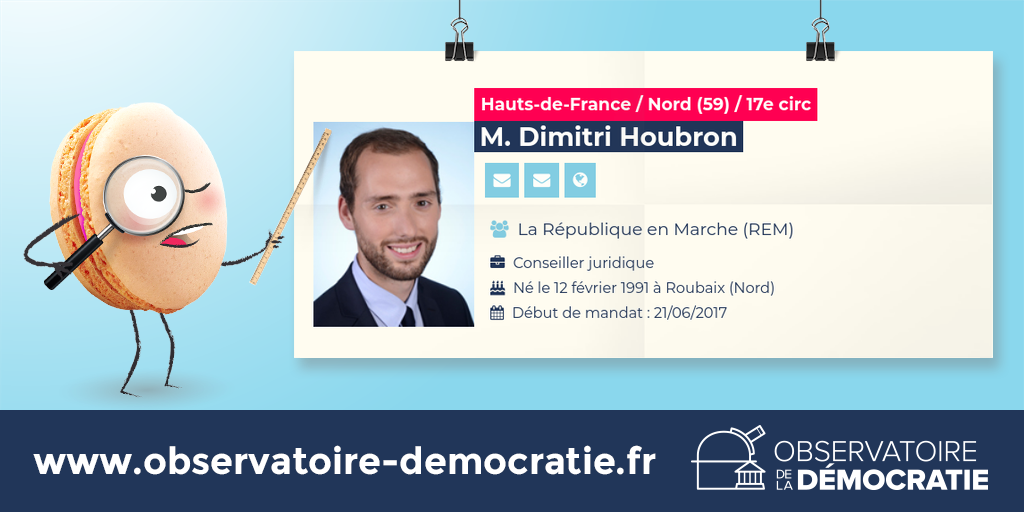 Hauts-de-France / Nord (59) / 17e circ
M. Dimitri Houbron
La République en Marche (REM)
Conseiller juridique
Né le 12 février 1991 à Roubaix (Nord)
Début de mandat : 21/06/2017
www.observatoire-democratie.fr
OBSERVATOIRE
DE LA DÉMOCRATIE